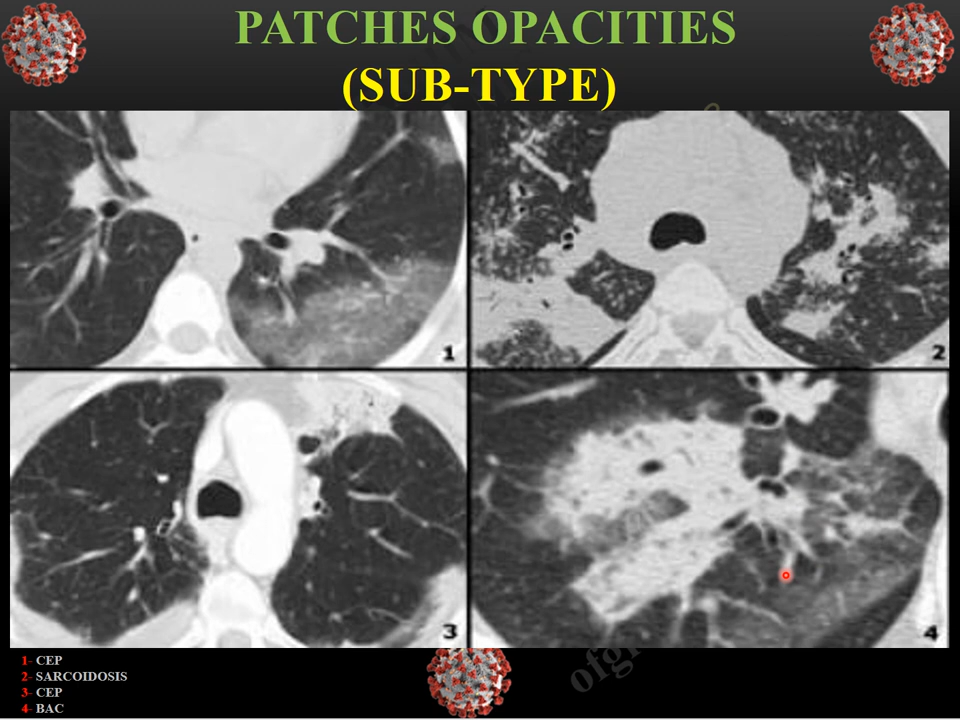 PATCHES OPACITIES
(SUB-TYPE)
1
2
3
4
1- CEP
2- SARCOIDOSIS
3- CEP
4- BAC